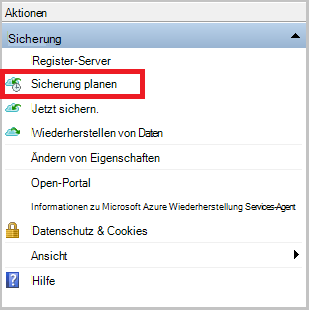 Aktionen
Sicherung
Register-Server
Sicherung planen
Jetzt sichern.
Wiederherstellen von Daten
Ändern von Eigenschaften
Open-Portal
Informationen zu Microsoft Azure Wiederherstellung Services-Agent
Datenschutz & Cookies
Ansicht
Hilfe